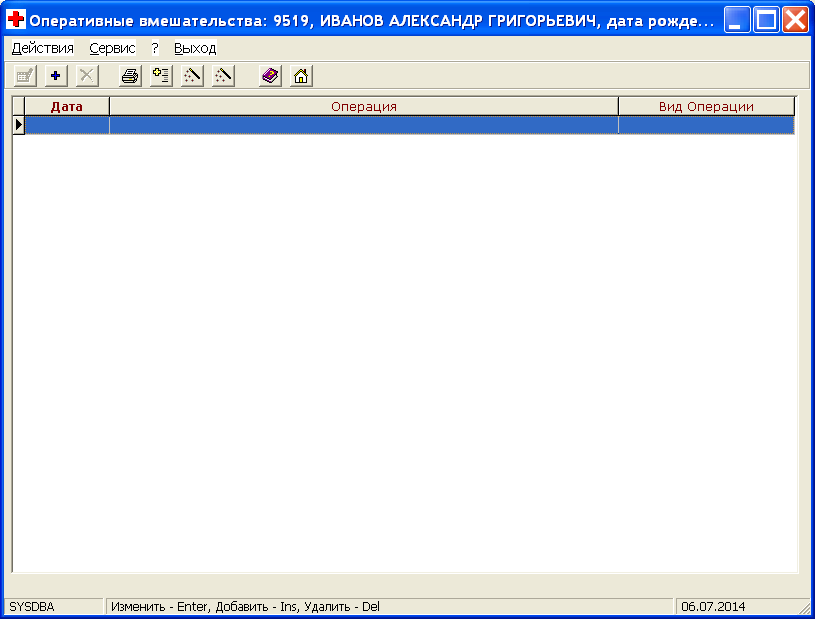 Оперативные вмешательства: 9519, ИВАНОВ АЛЕКСАНДР ГРИГОРЬЕВИЧ, дата рожде...
Действия Сервис ? Выход
Дата Операция Вид Операции
SYSDBA Изменить - Enter, Добавить - Ins, Удалить - Del 06.07.2014